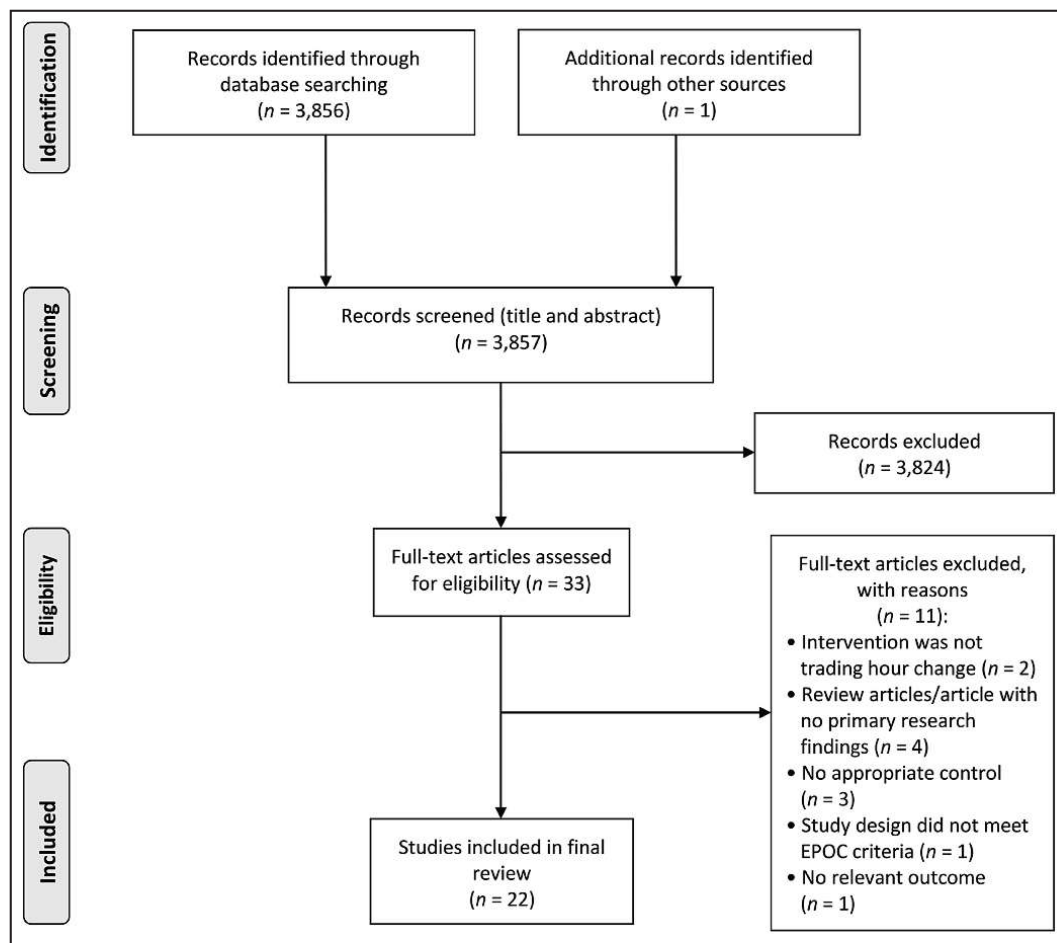 Identification
Records identified through
database searching
(n = 3,856)
Additional records identified
through other sources
(n = 1)
Screening
Records screened (title and abstract)
(n = 3,857)
Records excluded
(n = 3,824)
Eligibility
Full-text articles assessed
for eligibility (n = 33)
Full-text articles excluded,
with reasons
(n = 11):
• Intervention was not
trading hour change (n = 2)
• Review articles/article with
no primary research
findings (n = 4)
• No appropriate control
(n = 3)
• Study design did not meet
EPOC criteria (n = 1)
• No relevant outcome
(n = 1)
Included
Studies included in final
review
(n = 22)